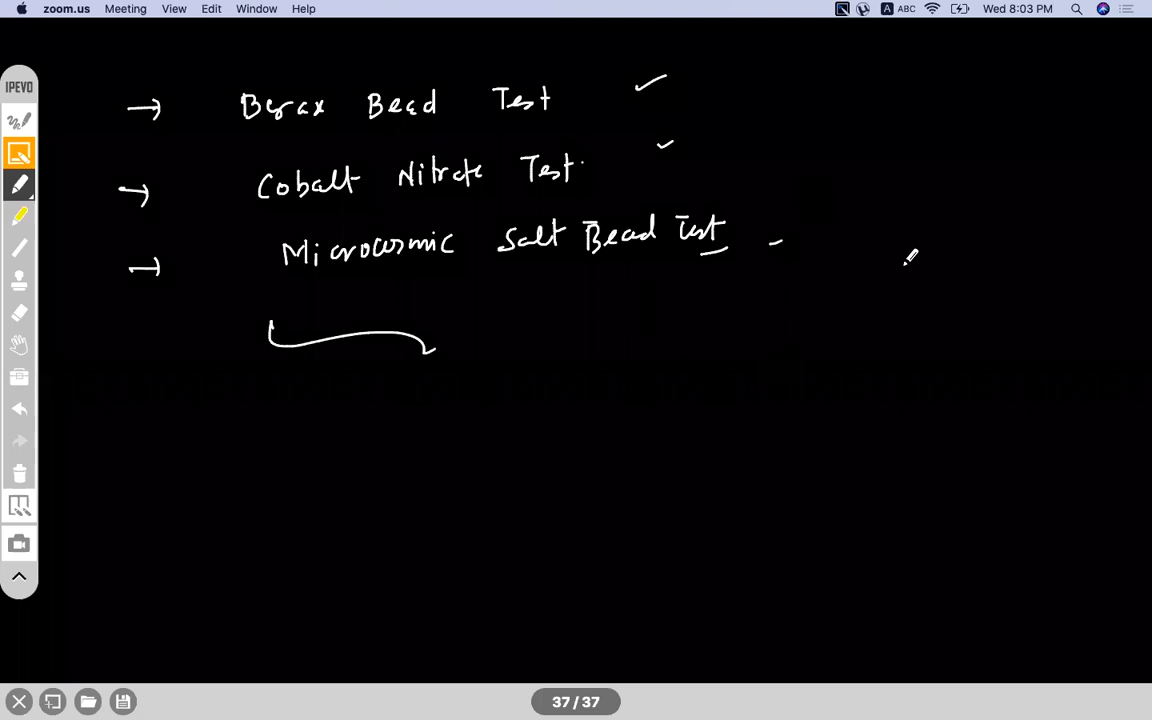 zoom.us Meeting View Edit Window Help A ABC Wed 8:03 PM
IPEVO
→ Borax Bead Test ✓
→ Cobalt Nitrate Test ✓
→ Microcosmic Salt Bead Test -
37 / 37